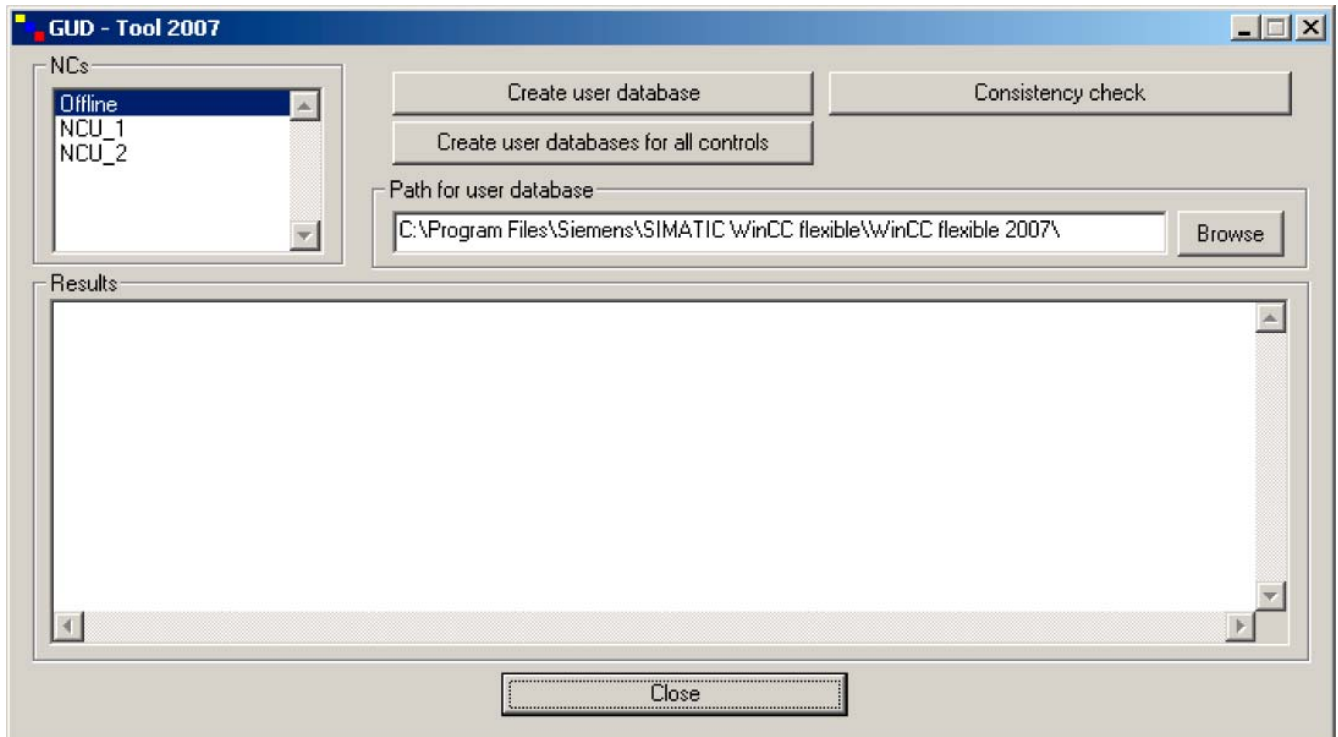 GUD - Tool 2007
NCs
Offline
NCU_1
NCU_2
Create user database
Consistency check
Create user databases for all controls
Path for user database
C:\Program Files\Siemens\SIMATIC WinCC flexible\WinCC flexible 2007\
Browse
Results
Close